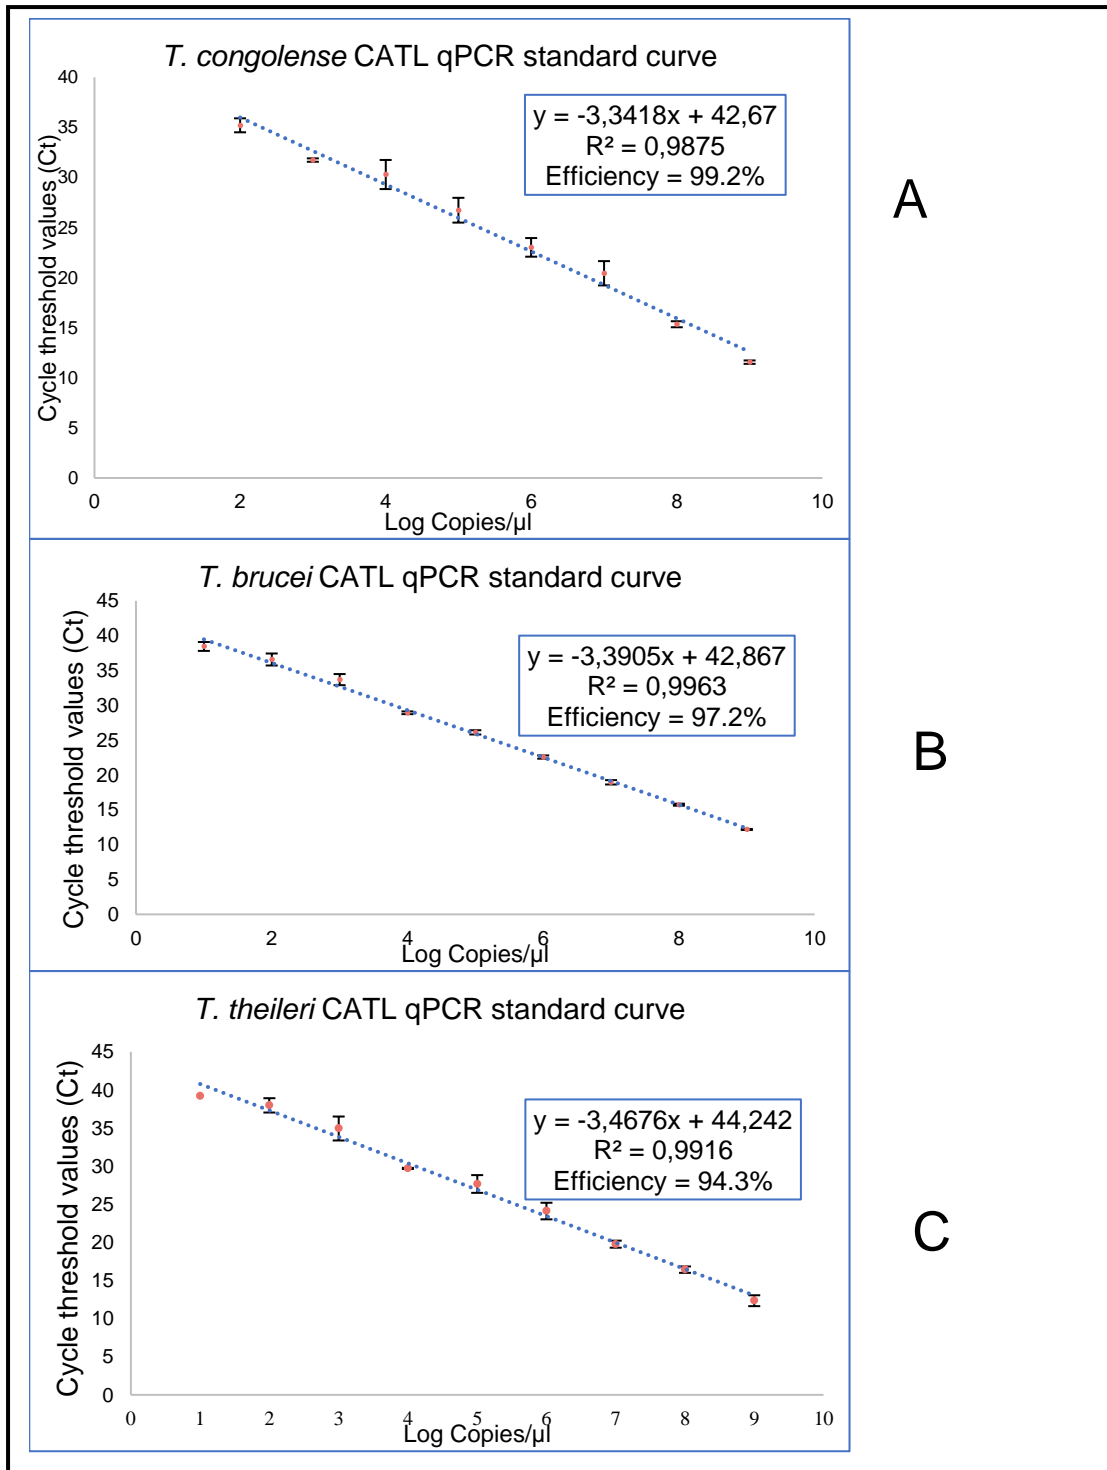 T. congolense CATL qPCR standard curve
Cycle threshold values (Ct)
40
35
30
25
20
15
10
5
0
y = -3,3418x + 42,67
R² = 0,9875
Efficiency = 99.2%
A
0 2 4 6 8 10
Log Copies/µl
T. brucei CATL qPCR standard curve
Cycle threshold values (Ct)
45
40
35
30
25
20
15
10
5
0
y = -3,3905x + 42,867
R² = 0,9963
Efficiency = 97.2%
B
0 2 4 6 8 10
Log Copies/µl
T. theileri CATL qPCR standard curve
Cycle threshold values (Ct)
45
40
35
30
25
20
15
10
5
0
y = -3,4676x + 44,242
R² = 0,9916
Efficiency = 94.3%
C
0 1 2 3 4 5 6 7 8 9 10
Log Copies/µl